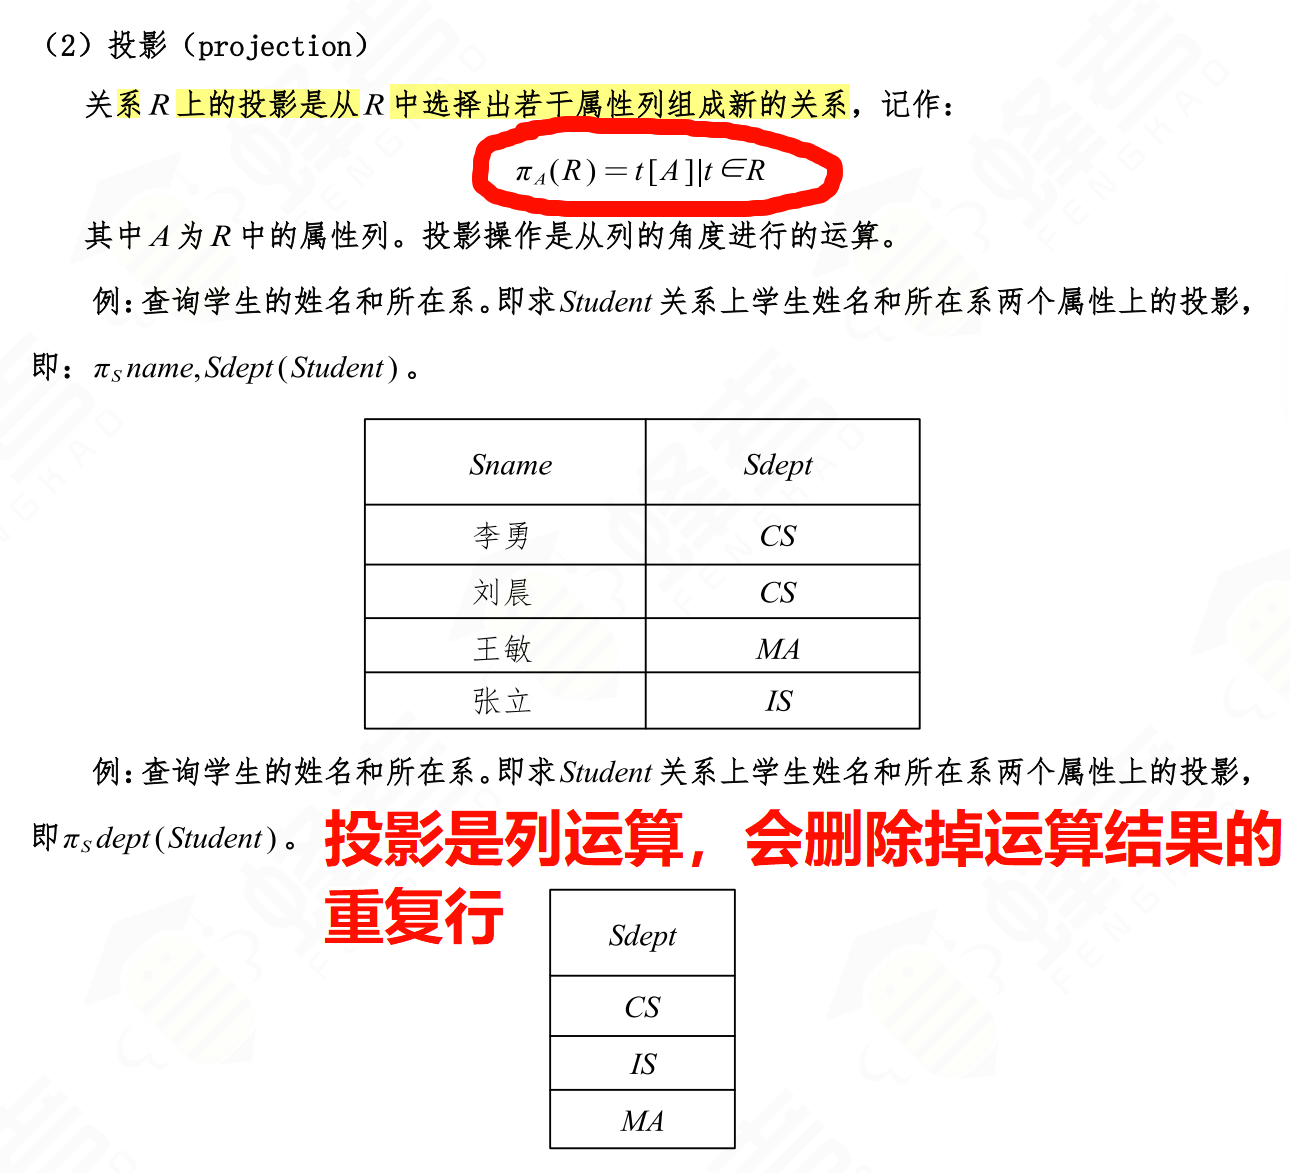 （2）投影（projection）
关系 R 上的投影是从 R 中选择出若干属性列组成新的关系，记作：
π_A(R)=t[A]|t∈R
其中 A 为 R 中的属性列。投影操作是从列的角度进行的运算。
例：查询学生的姓名和所在系。即求 Student 关系上学生姓名和所在系两个属性上的投影，
即：π_S name,Sdept(Student)。
Sname Sdept
李勇 CS
刘晨 CS
王敏 MA
张立 IS
例：查询学生的姓名和所在系。即求 Student 关系上学生姓名和所在系两个属性上的投影，
即 π_S dept(Student)。
投影是列运算，会删除掉运算结果的
重复行
Sdept
CS
IS
MA